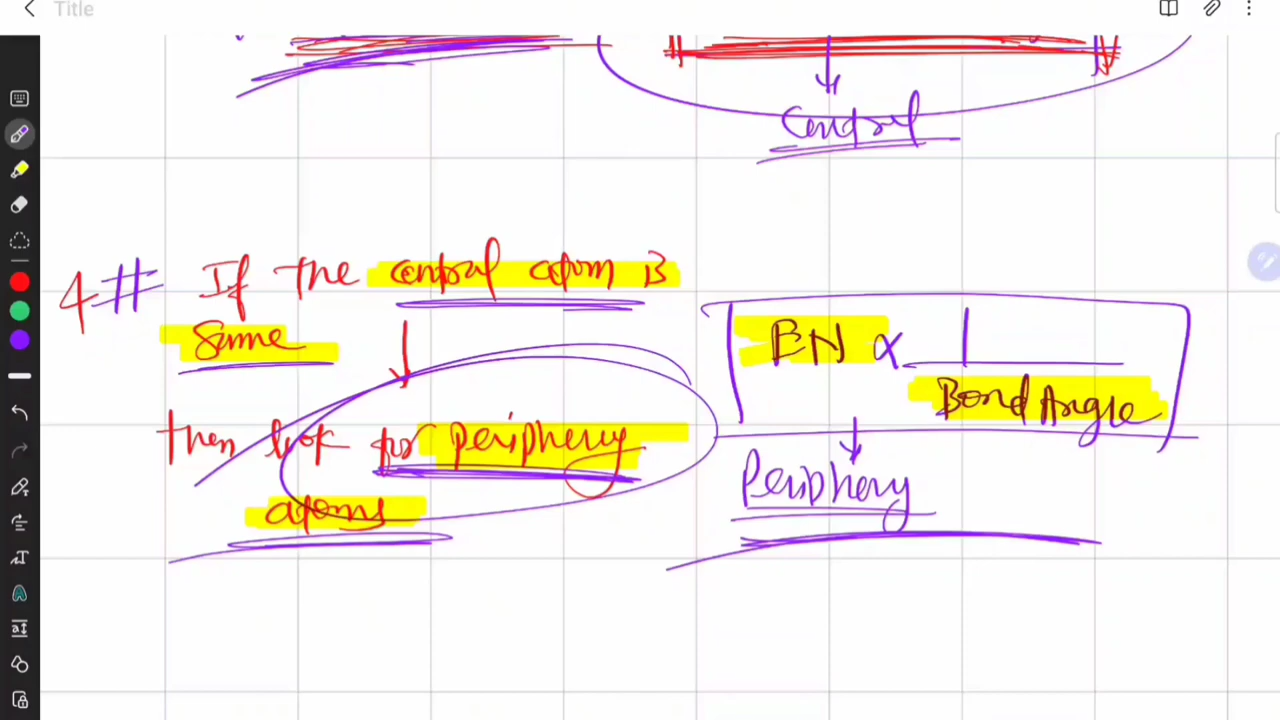 Title
Central
4 # If the central atom is
same
then look for periphery
atoms
EN ∝ 1
Bond Angle
Periphery